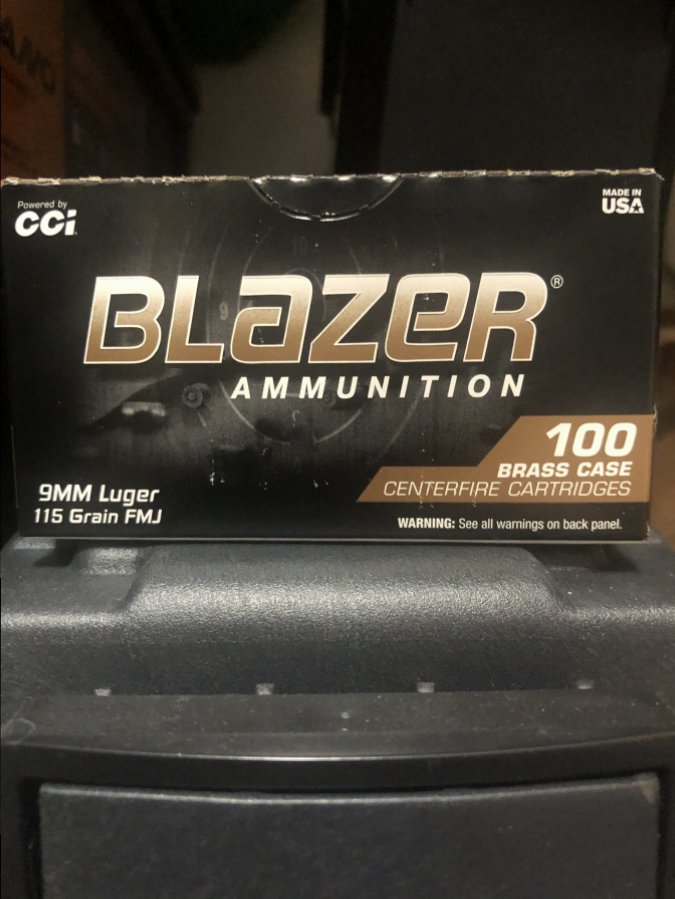 Powered by
CCi
MADE IN
USA
BLaZER®
AMMUNITION
100
BRASS CASE
CENTERFIRE CARTRIDGES
9MM Luger
115 Grain FMJ
WARNING: See all warnings on back panel.